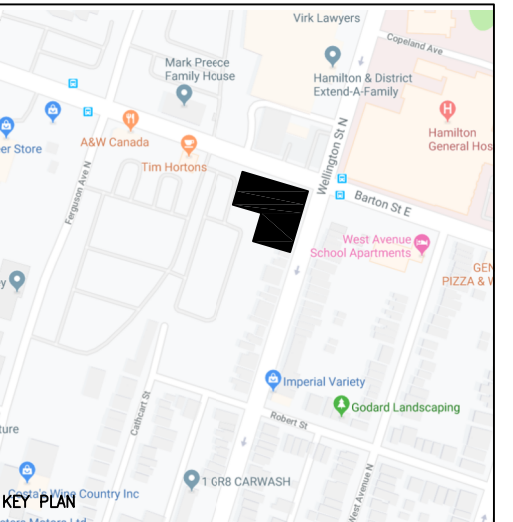 Virk Lawyers
Copeland Ave
Mark Preece
Family House
Hamilton & District
Extend-A-Family
Hamilton
General Hos
er Store
A&W Canada
Tim Hortons
Wellington St N
Ferguson Ave N
Barton St E
West Avenue
School Apartments
GEN
PIZZA & W
y
Imperial Variety
Godard Landscaping
Cathcart St
Robert St
ture
1 GR8 CARWASH
West Avenue N
Costa's Wine Country Inc
KEY PLAN